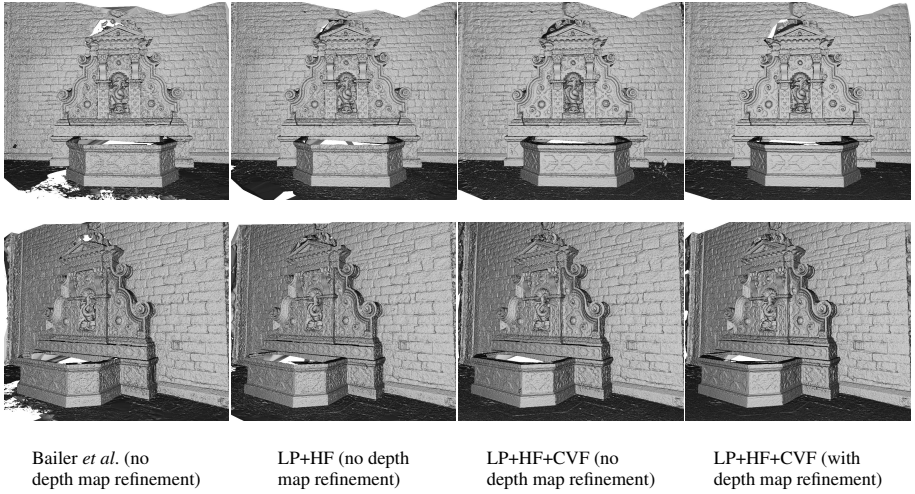 Bailer et al. (no
depth map refinement)
LP+HF (no depth
map refinement)
LP+HF+CVF (no
depth map refinement)
LP+HF+CVF (with
depth map refinement)